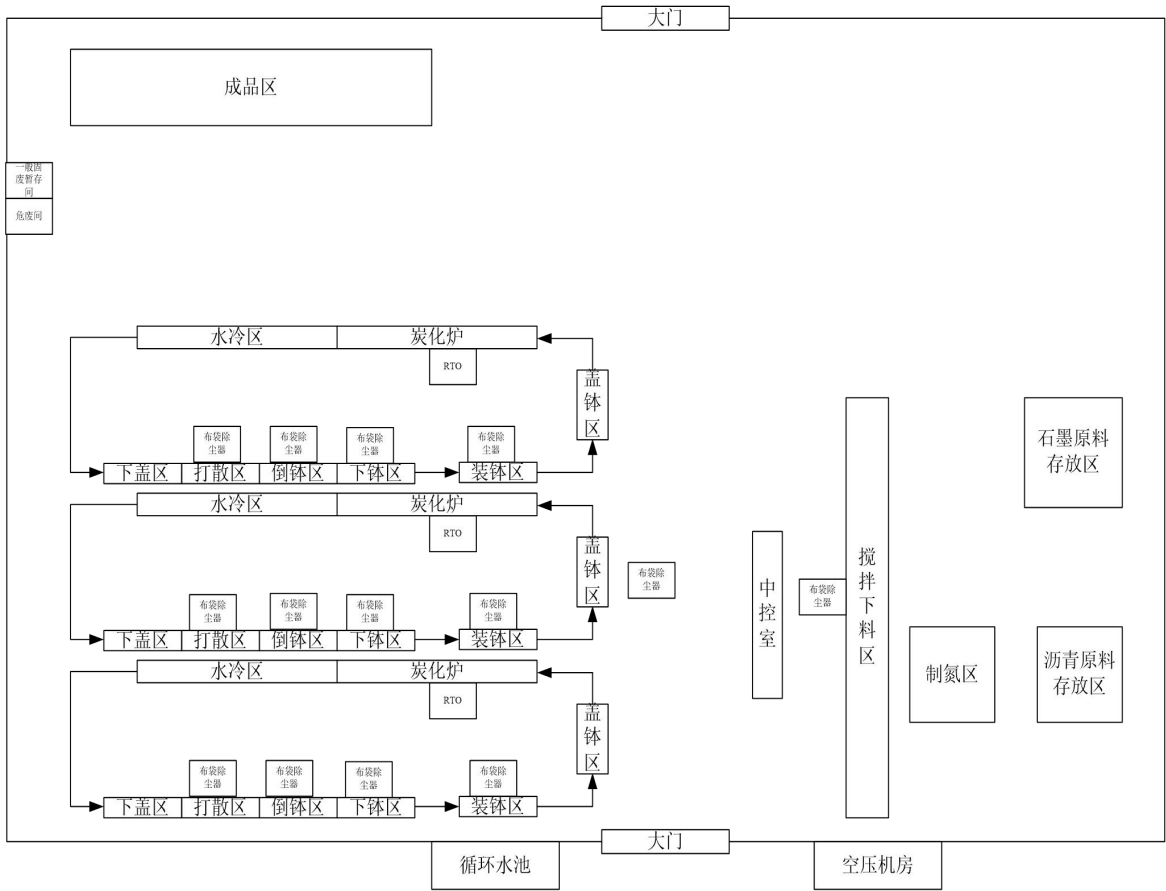 大门
成品区
一般固
废暂存
间
危废间
水冷区
炭化炉
RTO
盖
钵
区
布袋除
尘器
布袋除
尘器
布袋除
尘器
布袋除
尘器
下盖区
打散区
倒钵区
下钵区
装钵区
水冷区
炭化炉
RTO
盖
钵
区
布袋除
尘器
布袋除
尘器
布袋除
尘器
布袋除
尘器
下盖区
打散区
倒钵区
下钵区
装钵区
布袋除
尘器
水冷区
炭化炉
RTO
盖
钵
区
布袋除
尘器
布袋除
尘器
布袋除
尘器
布袋除
尘器
下盖区
打散区
倒钵区
下钵区
装钵区
中
控
室
布袋除
尘器
搅
拌
下
料
区
石墨原料
存放区
制氮区
沥青原料
存放区
大门
循环水池
空压机房